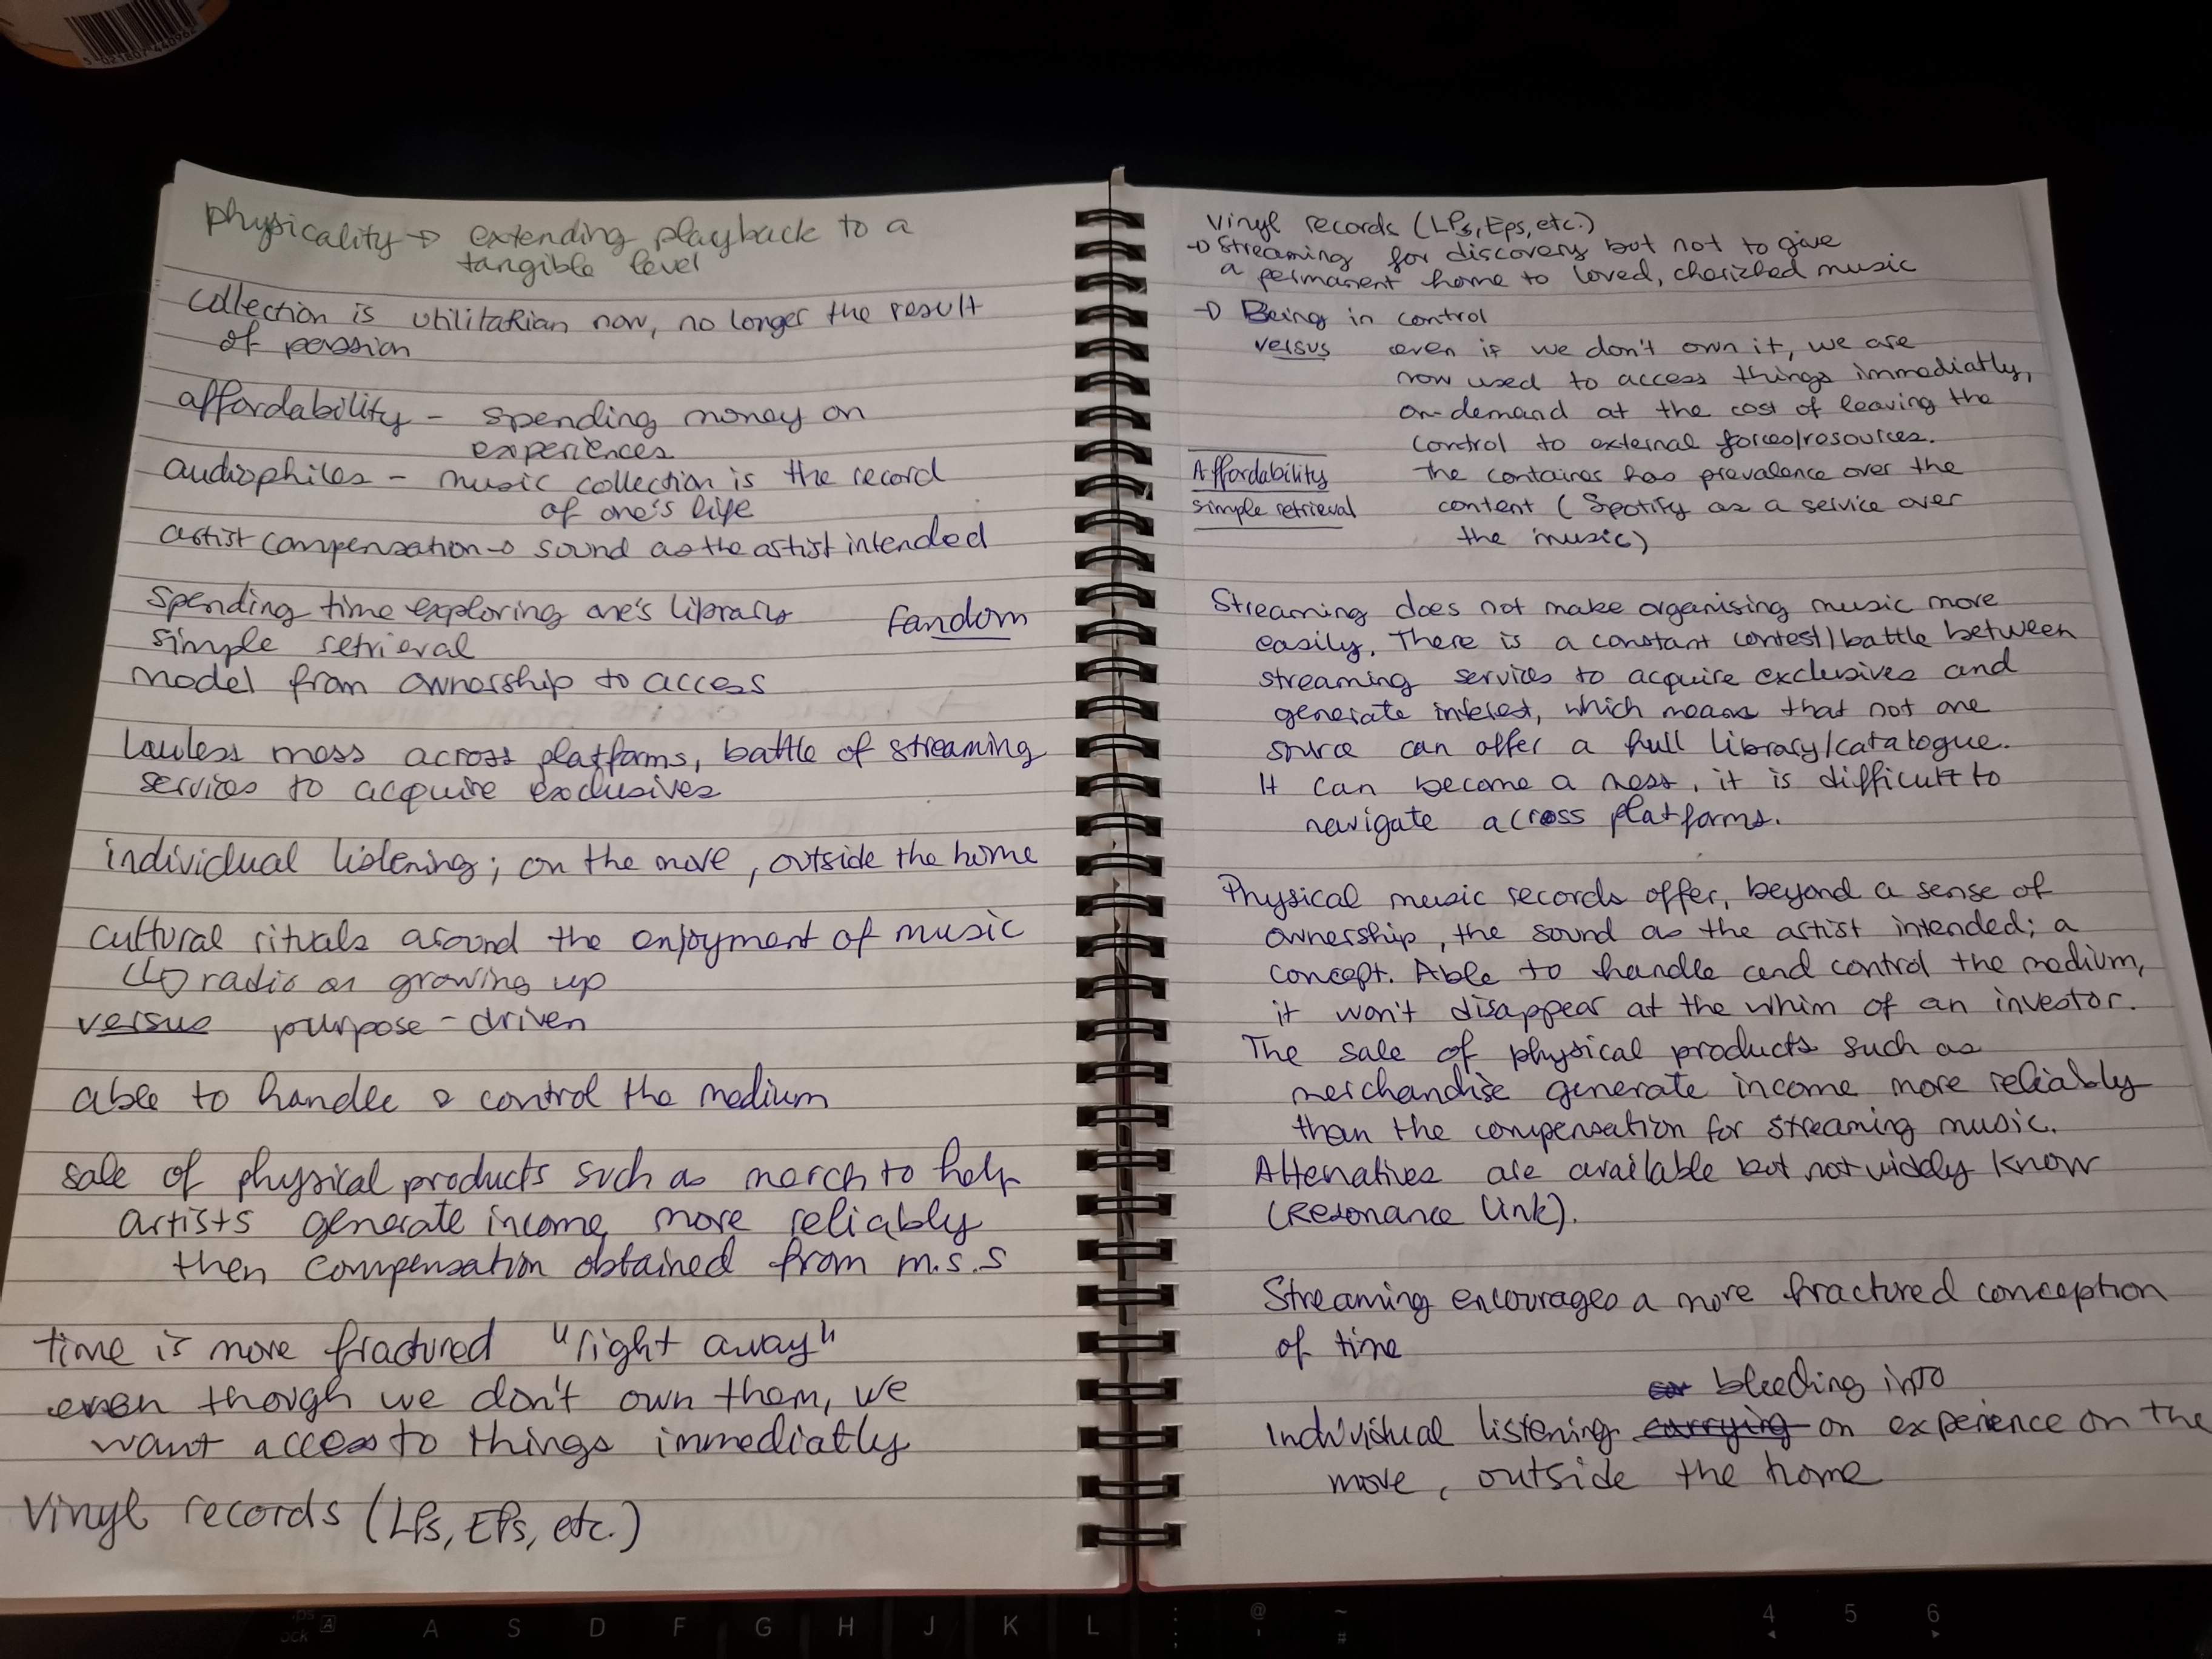 5 021807 440962
physicality → extending playback to a
tangible level
collection is utilitarian now, no longer the result
of passion
affordability - spending money on
experiences
audiophiles - music collection is the record
of one's life
artist compensation → sound as the artist intended
spending time exploring one's library
fandom
simple retrieval
model from ownership to access
lawless mess across platforms, battle of streaming
services to acquire exclusives
individual listening; on the move, outside the home
cultural rituals around the enjoyment of music
↳ radio on growing up
versus purpose-driven
able to handle & control the medium
sale of physical products such as merch to help
artists generate income more reliably
then compensation obtained from m.s.s
time is more fractured "right away"
even though we don't own them, we
want access to things immediatly
Vinyl records (LPs, EPs, etc.)
Vinyl records (LPs, Eps, etc.)
→ Streaming for discovery but not to give
a permanent home to loved, cherished music
→ Being in control
versus even if we don't own it, we are
now used to access things immediatly,
on-demand at the cost of leaving the
control to external forces/resources.
Affordability The container has prevalence over the
simple retrieval content (Spotify as a service over
the music)
Streaming does not make organising music more
easily. There is a constant contest/battle between
streaming services to acquire exclusives and
generate interest, which means that not one
source can offer a full library/catalogue.
It can become a mess, it is difficult to
navigate across platforms.
Physical music records offer, beyond a sense of
ownership, the sound as the artist intended; a
concept. Able to handle and control the medium,
it won't disappear at the whim of an investor.
The sale of physical products such as
merchandise generate income more reliably
than the compensation for streaming music.
Altenatives are available but not widely know
(Resonance link).
Streaming encourages a more fractured conception
of time
bleeding into
Individual listening carrying on experience on the
move, outside the home
A S D F G H J K L : ; @ ' ~ # 4 5 6